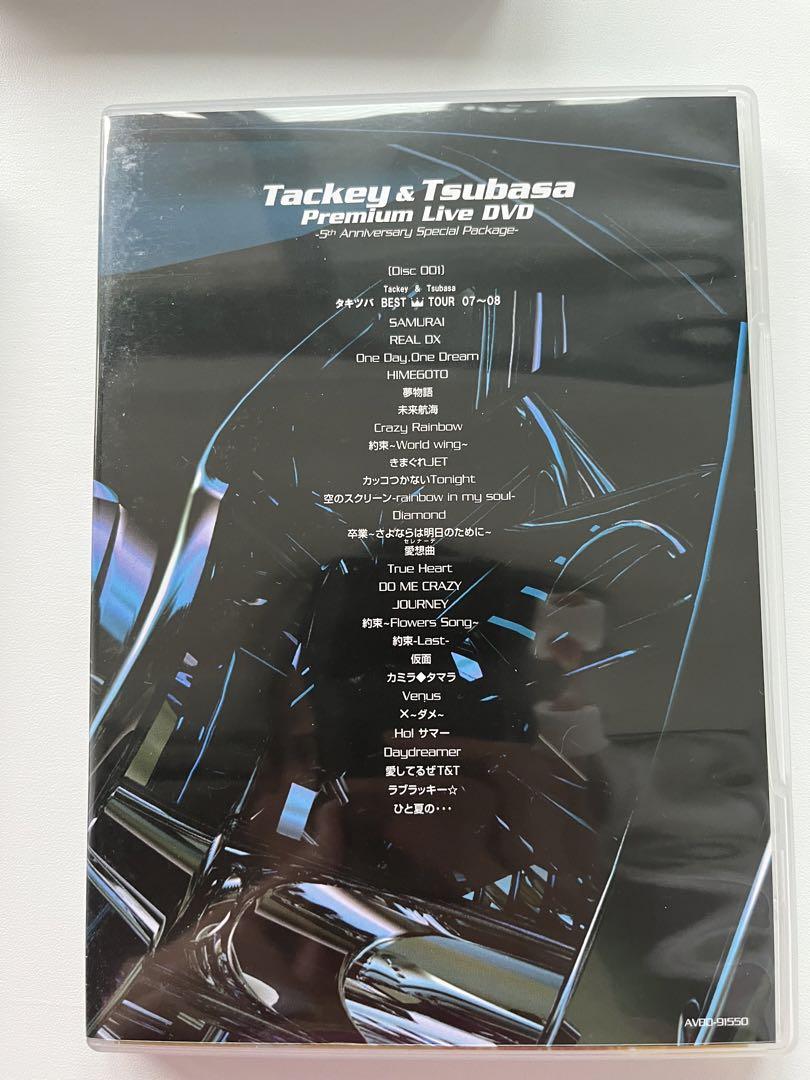 Tackey & Tsubasa
Premium Live DVD
-5th Anniversary Special Package-
[Disc 001]
Tackey & Tsubasa
タキツバ BEST TOUR 07〜08
SAMURAI
REAL DX
One Day,One Dream
HIMEGOTO
夢物語
未来航海
Crazy Rainbow
約束~World wing~
きまぐれJET
カッコつかないTonight
空のスクリーン-rainbow in my soul-
Diamond
卒業~さよならは明日のために~
セレナーデ
愛想曲
True Heart
DO ME CRAZY
JOURNEY
約束~Flowers Song~
約束-Last-
仮面
カミラ◆タマラ
Venus
×~ダメ~
Ho! サマー
Daydreamer
愛してるぜT&T
ラブラッキー☆
ひと夏の・・・
AVBD-91550